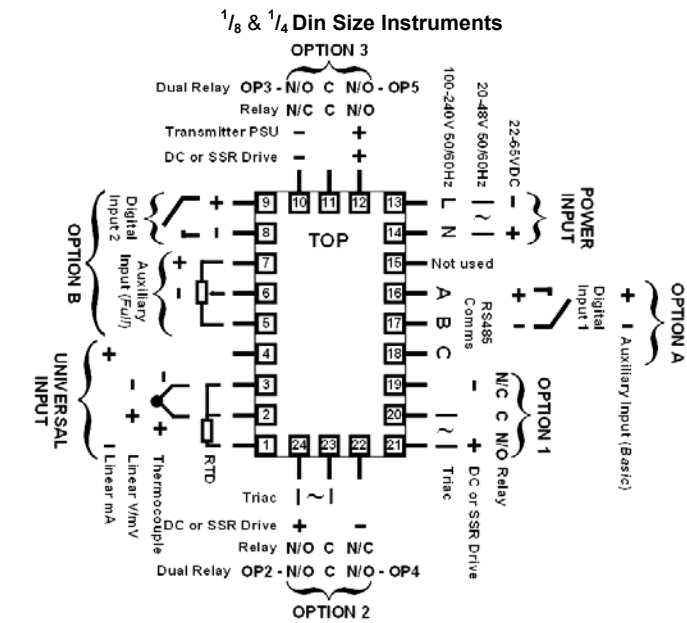 1/8 & 1/4 Din Size Instruments
OPTION 3
Dual Relay OP3 - N/O C N/O - OP5
Relay N/C C N/O
Transmitter PSU − +
DC or SSR Drive − +
100-240V 50/60Hz
20-48V 50/60Hz
22-65VDC
POWER INPUT
L | −
~
N | +
Digital Input 2
+
−
OPTION B
Auxiliary Input (Full)
+
−
9 10 11 12 13
8 TOP 14
7 15 Not used
6 16 A
5 17 B
4 18 C
3 19
2 20
1 24 23 22 21
RS485 Comms
+
−
Digital Input 1
+
− Auxiliary Input (Basic)
OPTION A
UNIVERSAL INPUT
+
− Linear mA
−
+
Linear V/mV
−
+
Thermocouple
RTD
OPTION 1
N/C C N/O Relay
−
+ DC or SSR Drive
| ~ | Triac
Triac | ~ |
DC or SSR Drive + −
Relay N/O C N/C
Dual Relay OP2 - N/O C N/O - OP4
OPTION 2